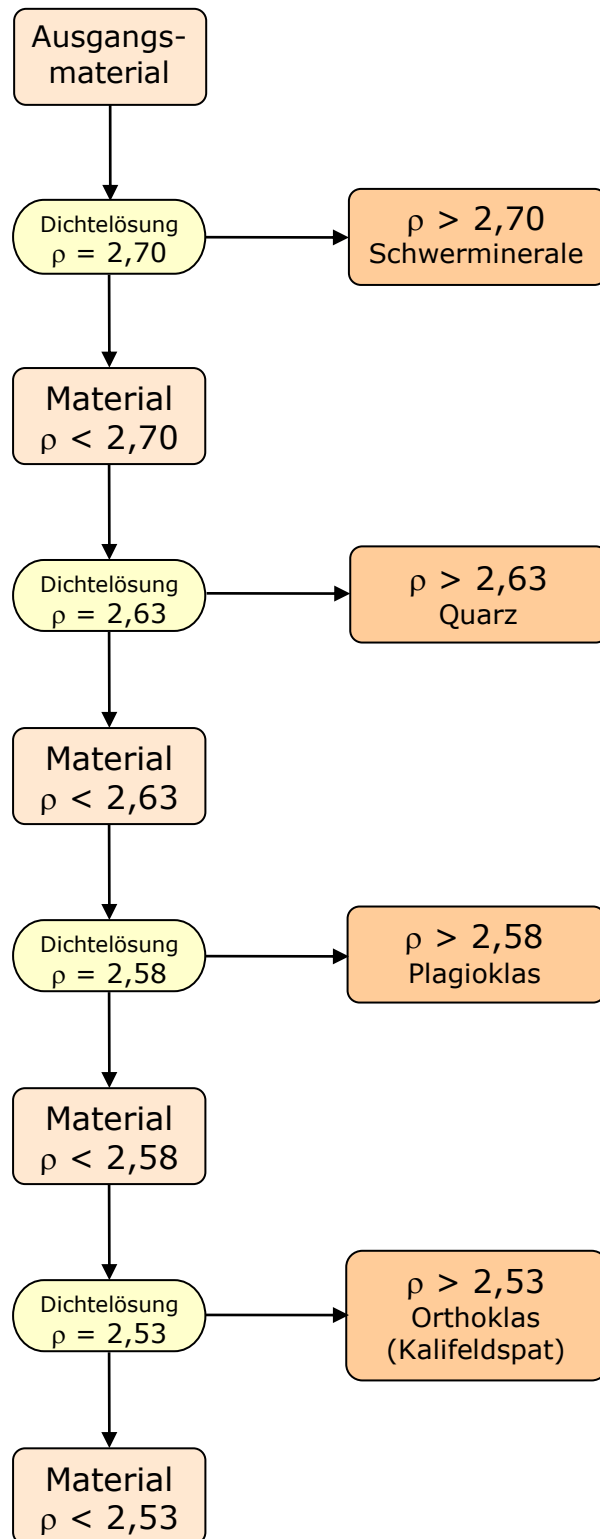 Ausgangs-
material
Dichtelösung
ρ = 2,70
ρ > 2,70
Schwerminerale
Material
ρ < 2,70
Dichtelösung
ρ = 2,63
ρ > 2,63
Quarz
Material
ρ < 2,63
Dichtelösung
ρ = 2,58
ρ > 2,58
Plagioklas
Material
ρ < 2,58
Dichtelösung
ρ = 2,53
ρ > 2,53
Orthoklas
(Kalifeldspat)
Material
ρ < 2,53